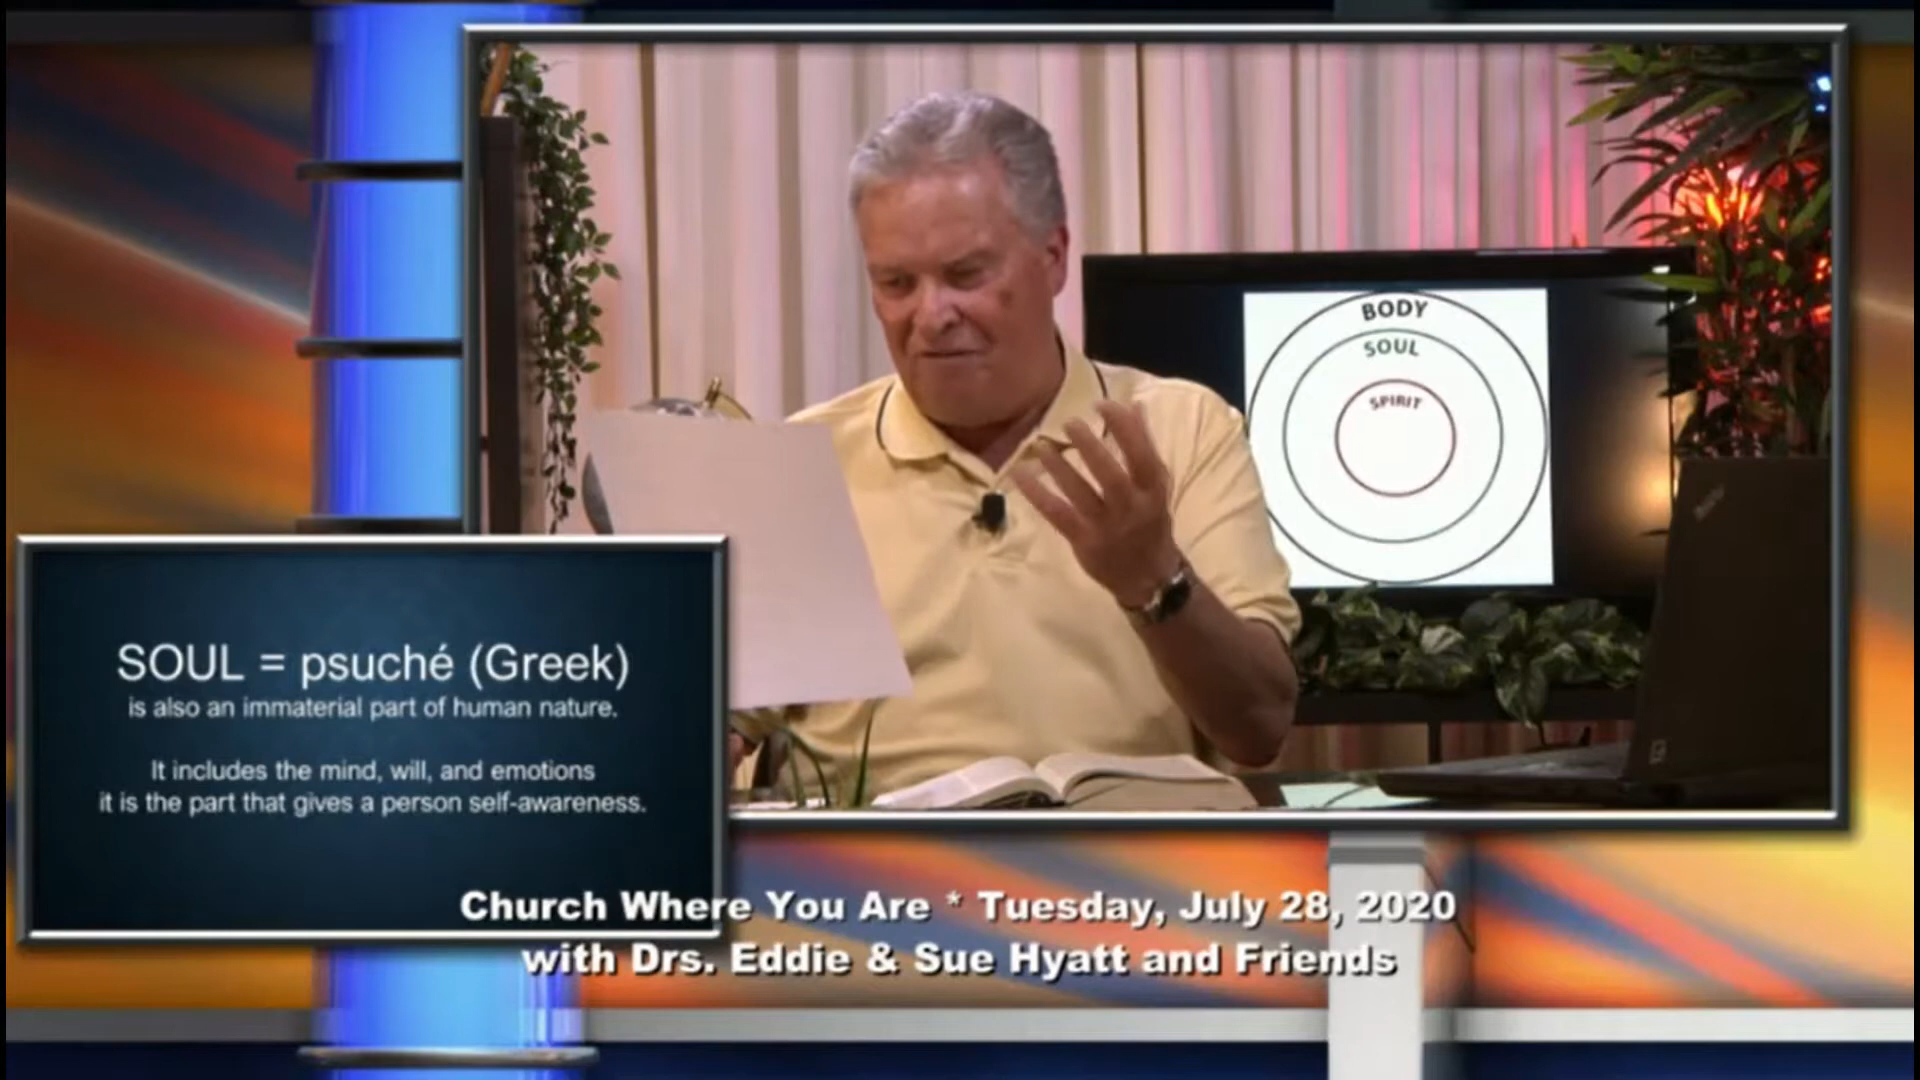 BODY
SOUL
SPIRIT
SOUL = psuché (Greek)
is also an immaterial part of human nature.
It includes the mind, will, and emotions
it is the part that gives a person self-awareness.
Church Where You Are * Tuesday, July 28, 2020
with Drs. Eddie & Sue Hyatt and Friends